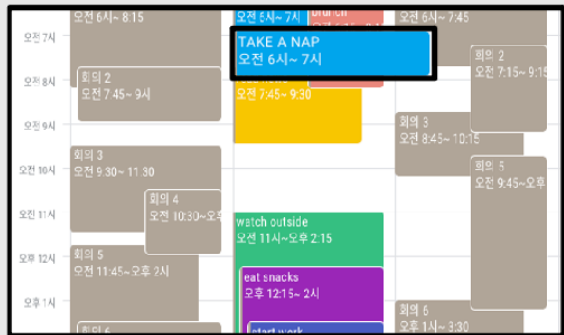 오전 6시~ 8:15
오전 6시~ 7시
brunch
오전 6시~ 7:45
오전 7시
TAKE A NAP
오전 6시~ 7시
회의 2
오전 7:15~ 9:15
오전 8시
회의 2
오전 7:45~ 9시
오전 7:45~ 9:30
오전 9시
회의 3
오전 8:45~ 10:15
회의 3
오전 9:30~ 11:30
회의 5
오전 9:45~오후
오전 10시
회의 4
오전 10:30~오후
오전 11시
watch outside
오전 11시~오후 2:15
오후 12시
회의 5
오전 11:45~오후 2시
eat snacks
오후 12:15~ 2시
오후 1시
회의 6
오후 1시~ 3:30
회의 6
start work